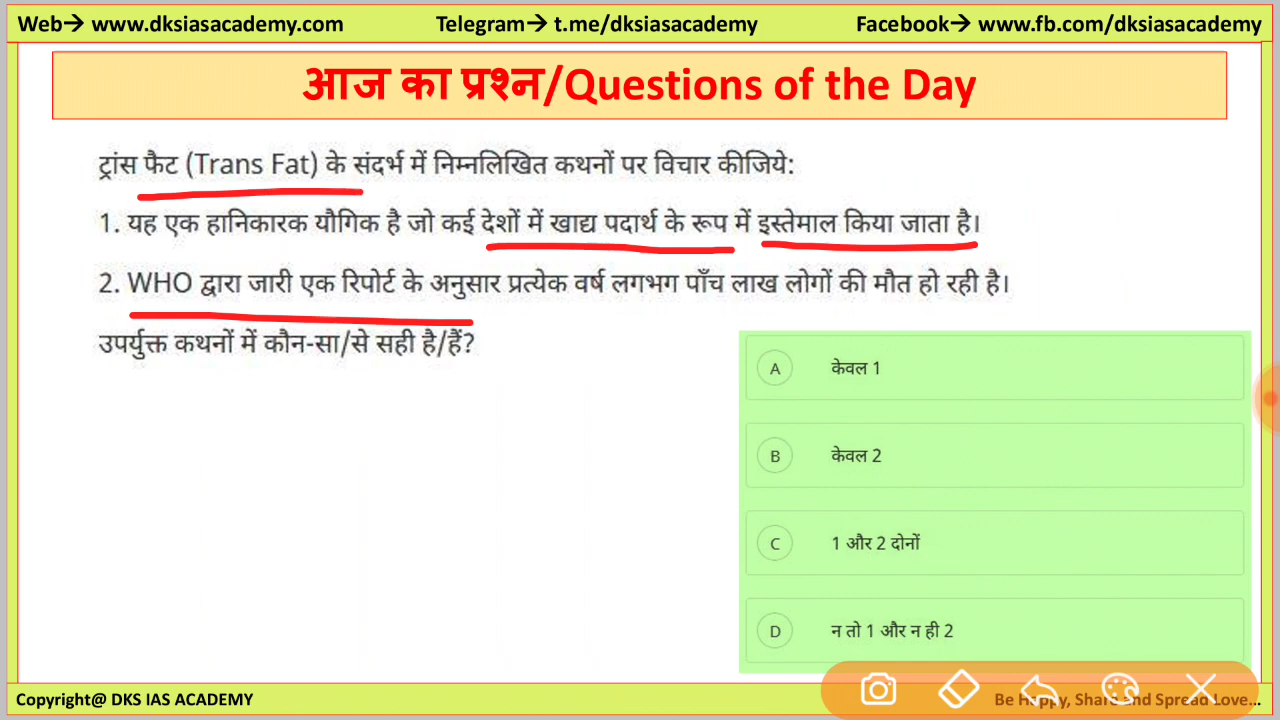 Web→ www.dksiasacademy.com Telegram→ t.me/dksiasacademy Facebook→ www.fb.com/dksiasacademy
आज का प्रश्न/Questions of the Day
ट्रांस फैट (Trans Fat) के संदर्भ में निम्नलिखित कथनों पर विचार कीजिये:
1. यह एक हानिकारक यौगिक है जो कई देशों में खाद्य पदार्थ के रूप में इस्तेमाल किया जाता है।
2. WHO द्वारा जारी एक रिपोर्ट के अनुसार प्रत्येक वर्ष लगभग पाँच लाख लोगों की मौत हो रही है।
उपर्युक्त कथनों में कौन-सा/से सही है/हैं?
A केवल 1
B केवल 2
C 1 और 2 दोनों
D न तो 1 और न ही 2
Copyright@ DKS IAS ACADEMY Be Happy, Share and Spread Love...